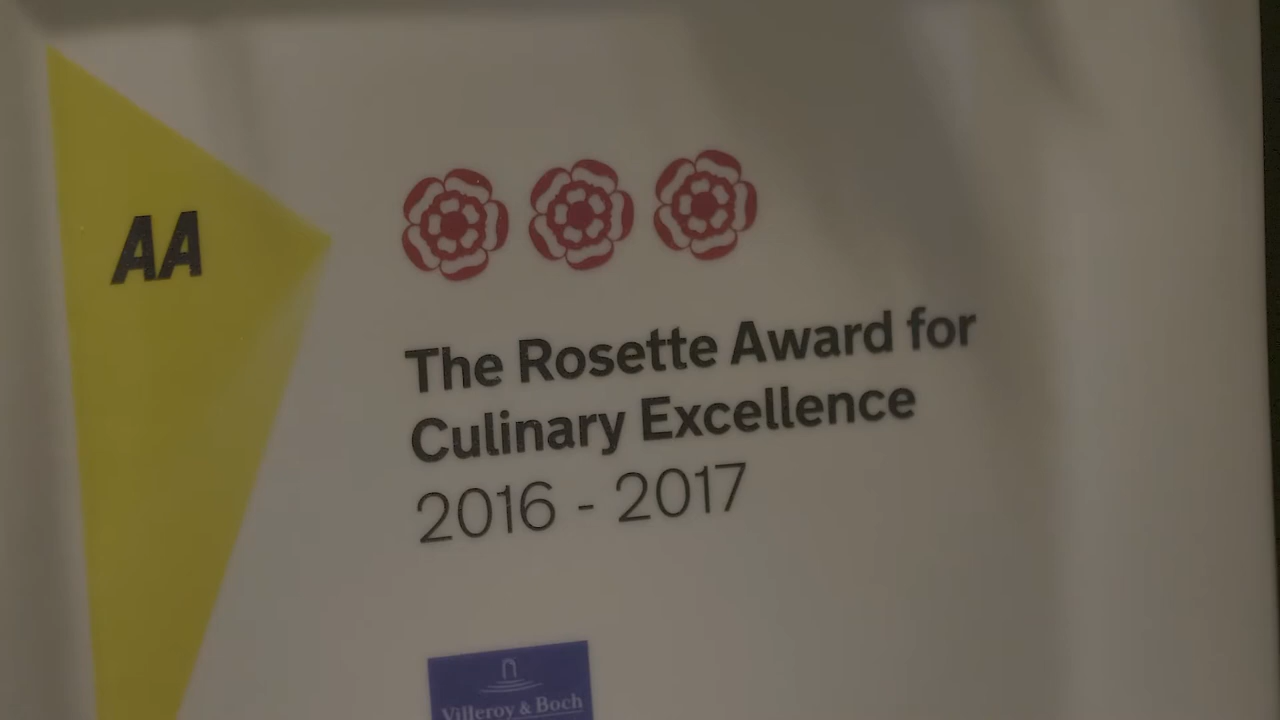 AA
The Rosette Award for
Culinary Excellence
2016 - 2017
Villeroy & Boch